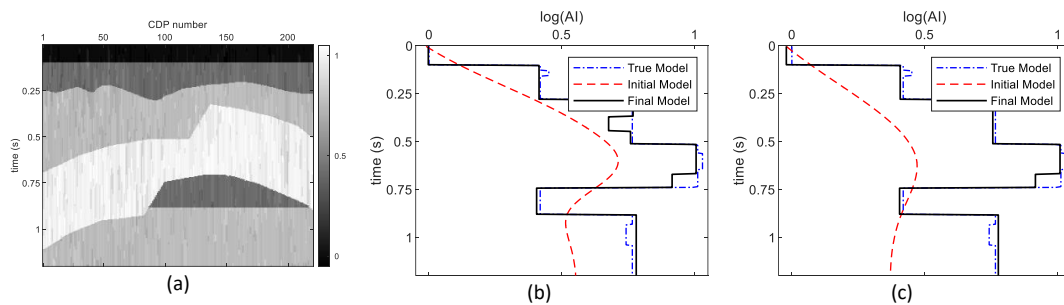 CDP number
1 50 100 150 200
0.25
0.5
0.75
1
time (s)
1
0.5
0
(a)
log(AI)
0 0.5 1
0
0.25
0.5
0.75
1
time (s)
True Model
Initial Model
Final Model
(b)
log(AI)
0 0.5 1
0
0.25
0.5
0.75
1
time (s)
True Model
Initial Model
Final Model
(c)